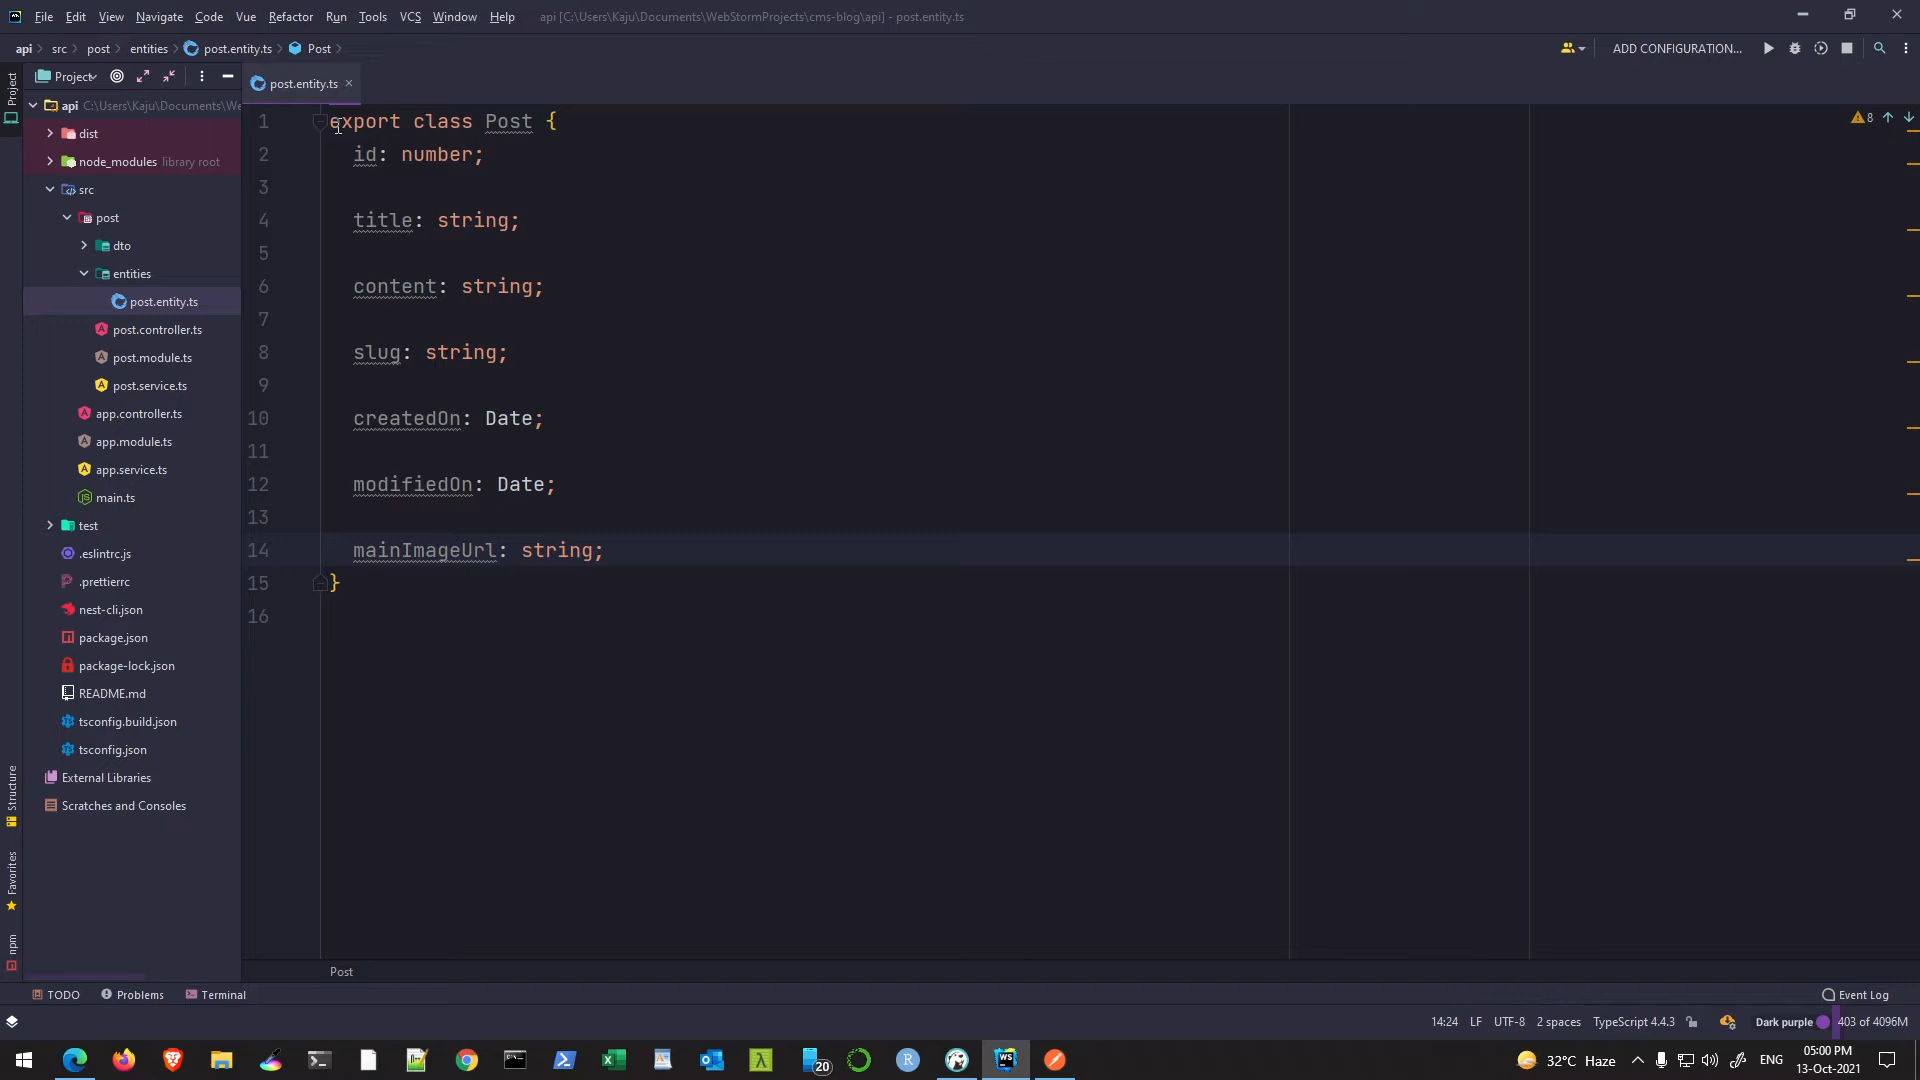 File Edit View Navigate Code Vue Refactor Run Tools VCS Window Help api [C:\Users\Kaju\Documents\WebStormProjects\cms-blog\api] - post.entity.ts
api src post entities post.entity.ts Post
ADD CONFIGURATION...
Project
post.entity.ts
Project
api C:\Users\Kaju\Documents\We
dist
node_modules library root
src
post
dto
entities
post.entity.ts
post.controller.ts
post.module.ts
post.service.ts
app.controller.ts
app.module.ts
app.service.ts
main.ts
test
.eslintrc.js
.prettierrc
nest-cli.json
package.json
package-lock.json
README.md
tsconfig.build.json
tsconfig.json
External Libraries
Scratches and Consoles
Structure
Favorites
npm
1 export class Post {
2 id: number;
3
4 title: string;
5
6 content: string;
7
8 slug: string;
9
10 createdOn: Date;
11
12 modifiedOn: Date;
13
14 mainImageUrl: string;
15 }
16
8
Post
TODO Problems Terminal
Event Log
14:24 LF UTF-8 2 spaces TypeScript 4.4.3 Dark purple 403 of 4096M
20
WS
32°C Haze
ENG
05:00 PM
13-Oct-2021